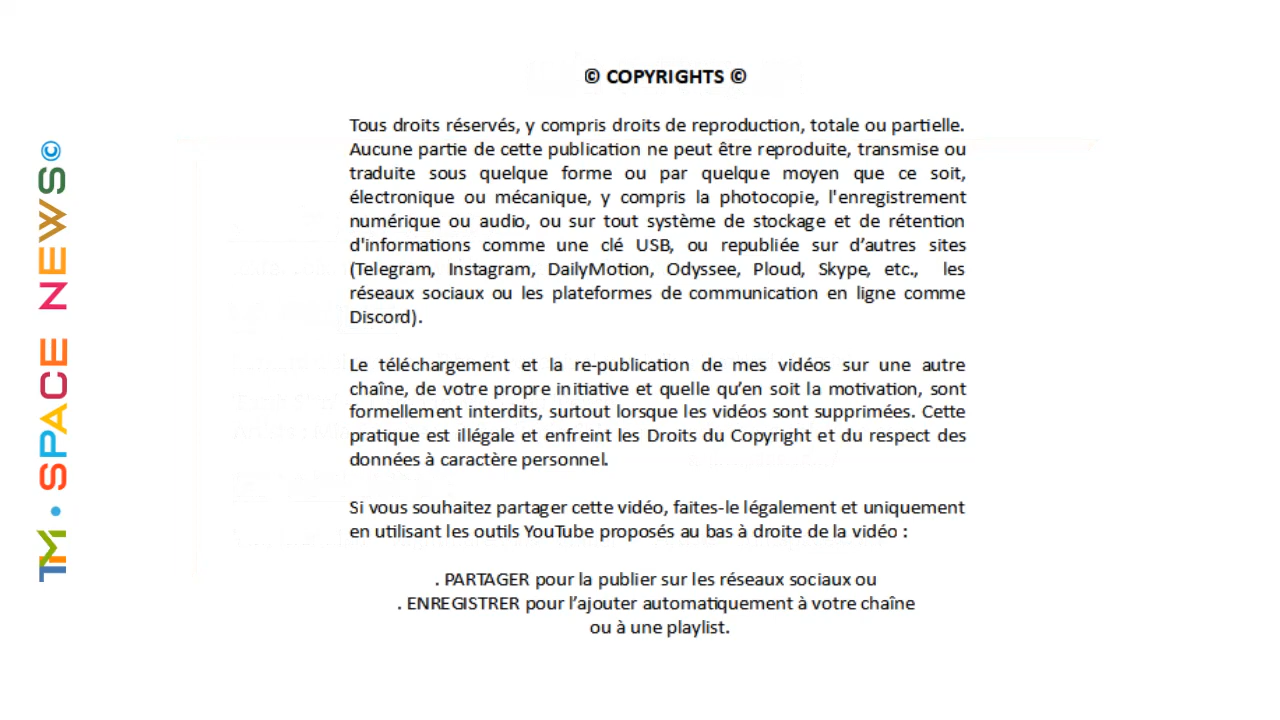 © COPYRIGHTS ©
Tous droits réservés, y compris droits de reproduction, totale ou partielle.
Aucune partie de cette publication ne peut être reproduite, transmise ou
traduite sous quelque forme ou par quelque moyen que ce soit,
électronique ou mécanique, y compris la photocopie, l'enregistrement
numérique ou audio, ou sur tout système de stockage et de rétention
d'informations comme une clé USB, ou republiée sur d’autres sites
(Telegram, Instagram, DailyMotion, Odyssee, Ploud, Skype, etc., les
réseaux sociaux ou les plateformes de communication en ligne comme
Discord).
Le téléchargement et la re-publication de mes vidéos sur une autre
chaîne, de votre propre initiative et quelle qu’en soit la motivation, sont
formellement interdits, surtout lorsque les vidéos sont supprimées. Cette
pratique est illégale et enfreint les Droits du Copyright et du respect des
données à caractère personnel.
Si vous souhaitez partager cette vidéo, faites-le légalement et uniquement
en utilisant les outils YouTube proposés au bas à droite de la vidéo :
. PARTAGER pour la publier sur les réseaux sociaux ou
. ENREGISTRER pour l’ajouter automatiquement à votre chaîne
ou à une playlist.
TM • SPACE NEWS©